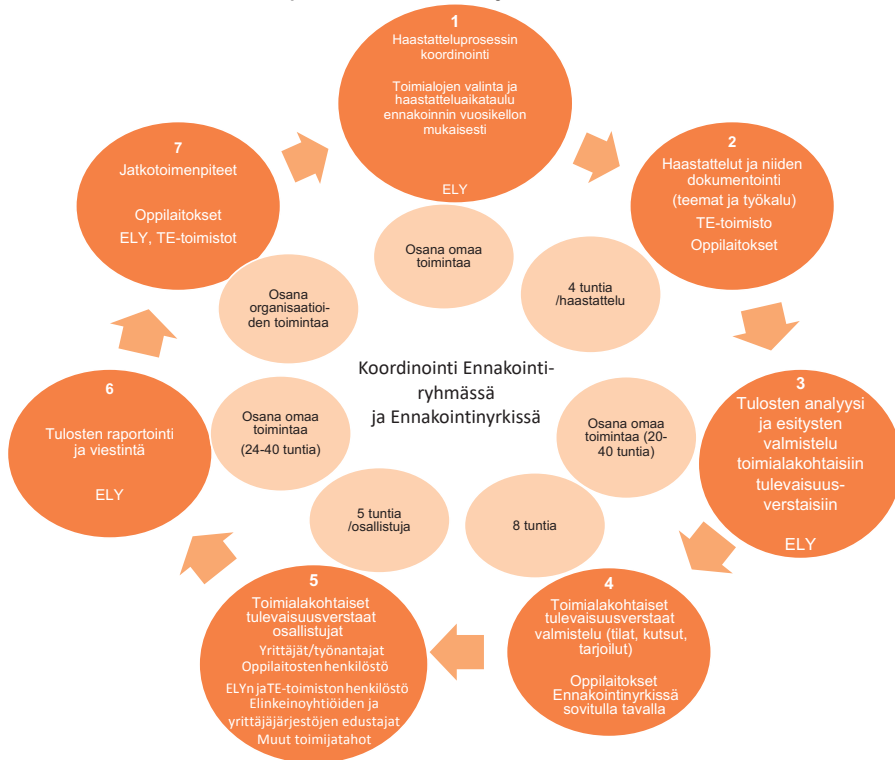 1
Haastatteluprosessin
koordinointi
Toimialojen valinta ja
haastatteluaikataulu
ennakoinnin vuosikellon
mukaisesti
ELY
Osana omaa
toimintaa
2
Haastattelut ja niiden
dokumentointi
(teemat ja työkalu)
TE-toimisto
Oppilaitokset
4 tuntia
/haastattelu
3
Tulosten analyysi
ja esitysten
valmistelu
toimialakohtaisiin
tulevaisuus-
verstaisiin
ELY
Osana omaa
toimintaa (20-
40 tuntia)
4
Toimialakohtaiset
tulevaisuusverstaat
valmistelu (tilat, kutsut,
tarjoilut)
Oppilaitokset
Ennakointinyrkissä
sovitulla tavalla
8 tuntia
5
Toimialakohtaiset
tulevaisuusverstaat
osallistujat
Yrittäjät/työnantajat
Oppilaitosten henkilöstö
ELYn ja TE-toimiston henkilöstö
Elinkeinoyhtiöiden ja
yrittäjäjärjestöjen edustajat
Muut toimijatahot
5 tuntia
/osallistuja
6
Tulosten raportointi
ja viestintä
ELY
Osana omaa
toimintaa
(24-40 tuntia)
7
Jatkotoimenpiteet
Oppilaitokset
ELY, TE-toimistot
Osana
organisaatioi-
den toimintaa
Koordinointi Ennakointi-
ryhmässä
ja Ennakointinyrkissä